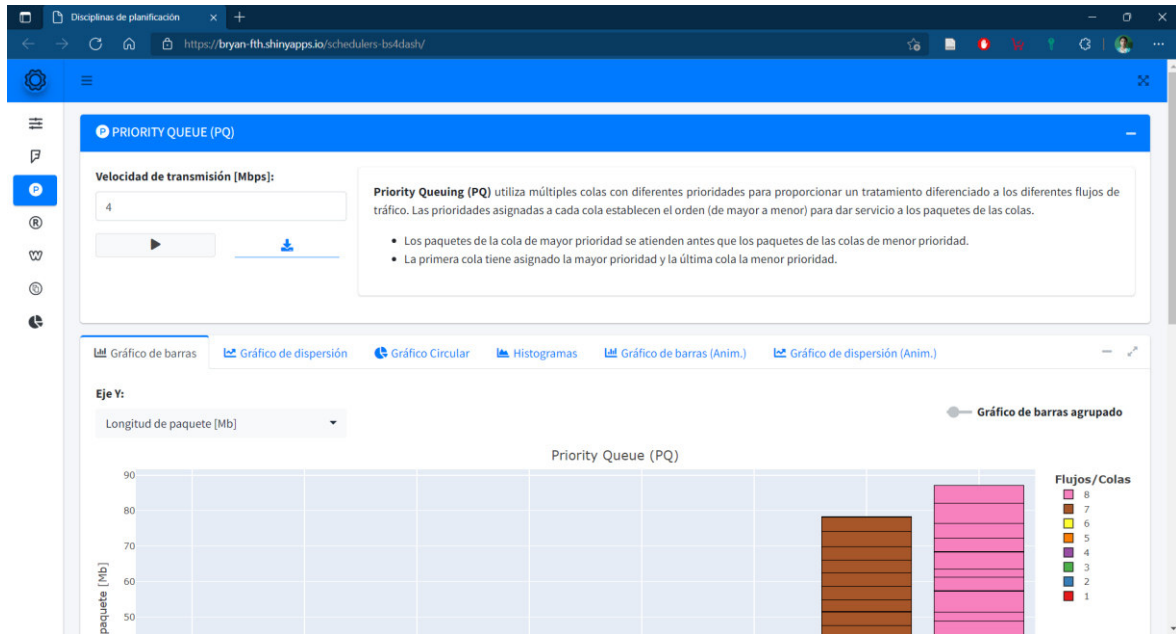 Disciplinas de planificación
https://bryan-fth.shinyapps.io/schedulers-bs4dash/
PRIORITY QUEUE (PQ)
Velocidad de transmisión [Mbps]:
4
Priority Queuing (PQ) utiliza múltiples colas con diferentes prioridades para proporcionar un tratamiento diferenciado a los diferentes flujos de
tráfico. Las prioridades asignadas a cada cola establecen el orden (de mayor a menor) para dar servicio a los paquetes de las colas.
Los paquetes de la cola de mayor prioridad se atienden antes que los paquetes de las colas de menor prioridad.
La primera cola tiene asignado la mayor prioridad y la última cola la menor prioridad.
Gráfico de barras
Gráfico de dispersión
Gráfico Circular
Histogramas
Gráfico de barras (Anim.)
Gráfico de dispersión (Anim.)
Eje Y:
Longitud de paquete [Mb]
Gráfico de barras agrupado
Priority Queue (PQ)
90
80
70
60
50
paquete [Mb]
Flujos/Colas
8
7
6
5
4
3
2
1